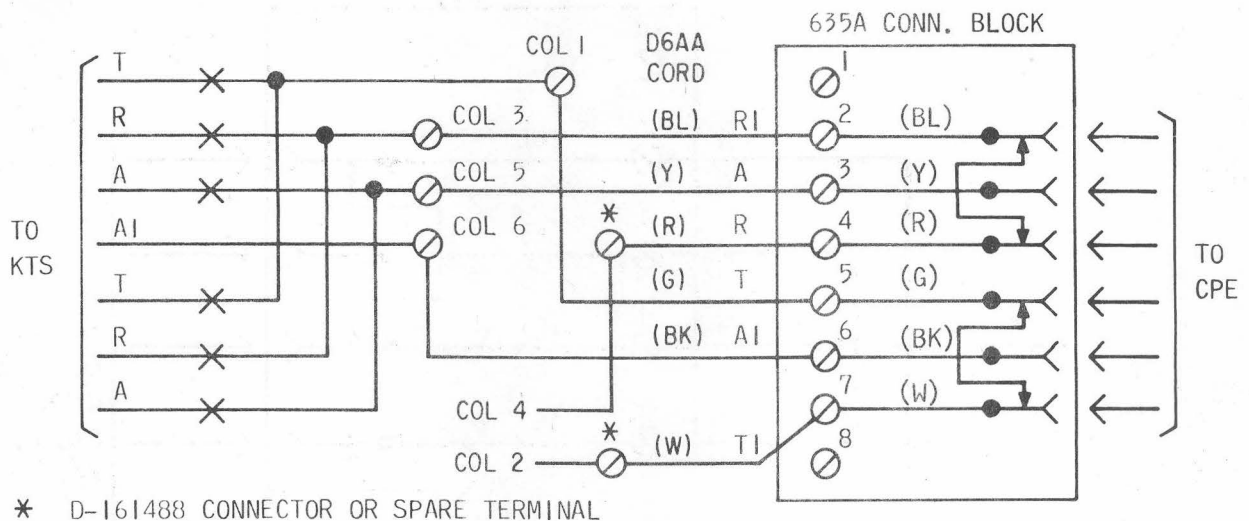 635A CONN. BLOCK
COL 1
D6AA
CORD
T
1
R
COL 3
(BL)
R1
2
(BL)
A
COL 5
(Y)
A
3
(Y)
*
A1
COL 6
(R)
R
4
(R)
TO
KTS
TO
CPE
T
(G)
T
5
(G)
R
(BK)
A1
6
(BK)
A
COL 4
7
(W)
*
COL 2
(W)
T1
8
* D-161488 CONNECTOR OR SPARE TERMINAL